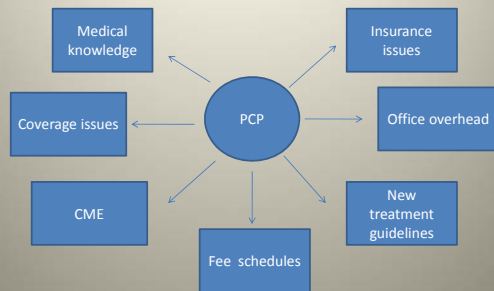 Medical
knowledge
Insurance
issues
Coverage issues
PCP
Office overhead
CME
New
treatment
guidelines
Fee schedules